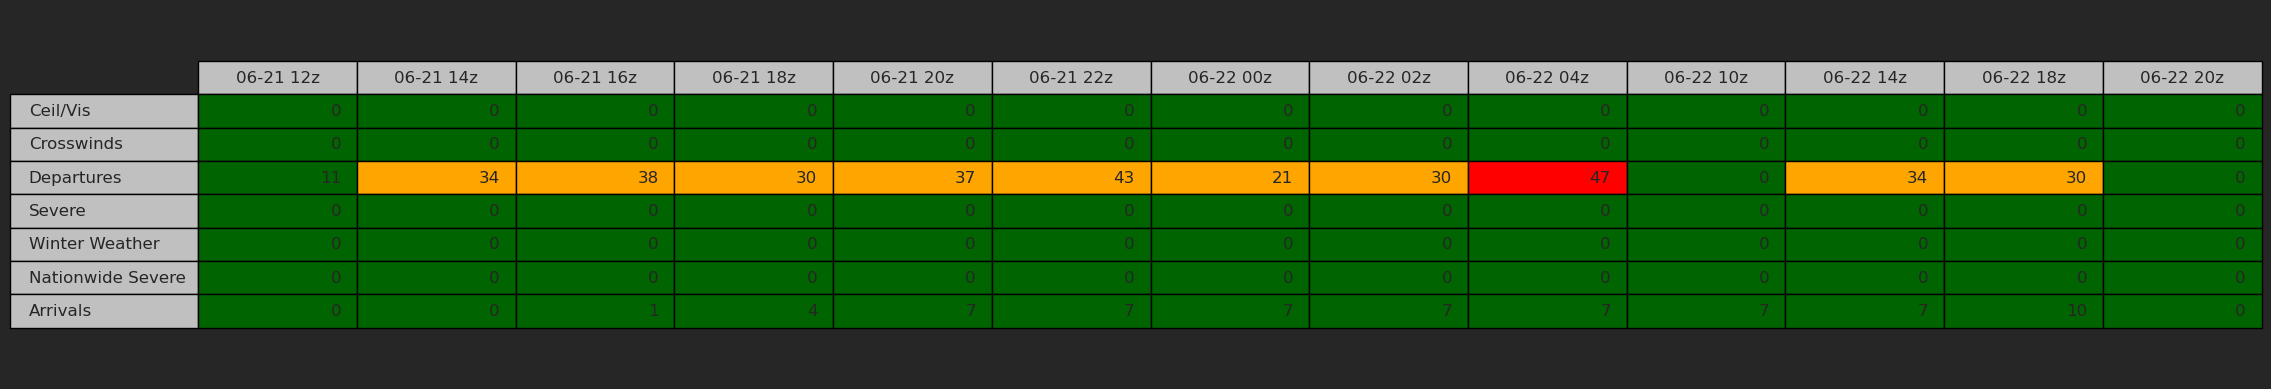 06-21 12z 06-21 14z 06-21 16z 06-21 18z 06-21 20z 06-21 22z 06-22 00z 06-22 02z 06-22 04z 06-22 10z 06-22 14z 06-22 18z 06-22 20z
Ceil/Vis 0 0 0 0 0 0 0 0 0 0 0 0 0
Crosswinds 0 0 0 0 0 0 0 0 0 0 0 0 0
Departures 11 34 38 30 37 43 21 30 47 0 34 30 0
Severe 0 0 0 0 0 0 0 0 0 0 0 0 0
Winter Weather 0 0 0 0 0 0 0 0 0 0 0 0 0
Nationwide Severe 0 0 0 0 0 0 0 0 0 0 0 0 0
Arrivals 0 0 1 4 7 7 7 7 7 7 7 10 0